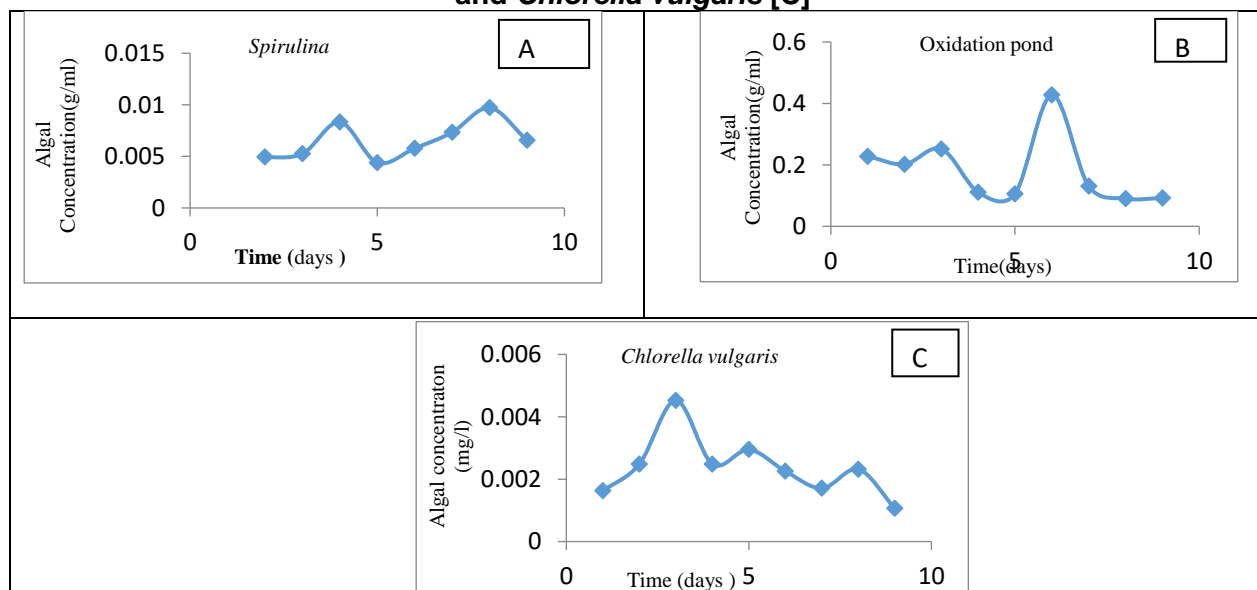 and Chlorella vulgaris [C]
Spirulina
A
0.015
0.01
0.005
0
Algal
Concentration(g/ml)
0
5
10
Time (days )
Oxidation pond
B
0.6
0.4
0.2
0
Algal
Concentration(g/ml)
0
5
10
Time(days)
Chlorella vulgaris
C
0.006
0.004
0.002
0
Algal concentraton
(mg/l)
0
5
10
Time (days )